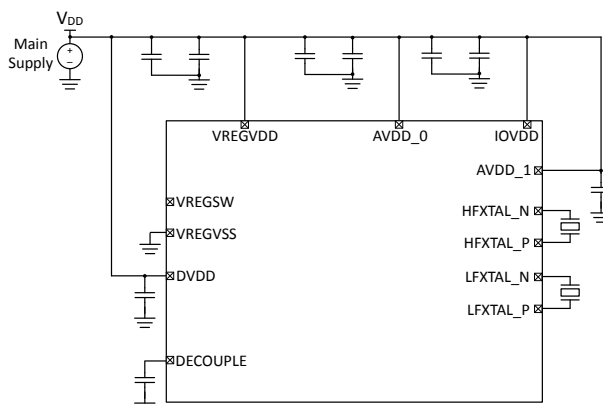 VDD
Main
Supply
+
–
VREGVDD
AVDD_0
IOVDD
AVDD_1
VREGSW
HFXTAL_N
VREGVSS
HFXTAL_P
DVDD
LFXTAL_N
LFXTAL_P
DECOUPLE